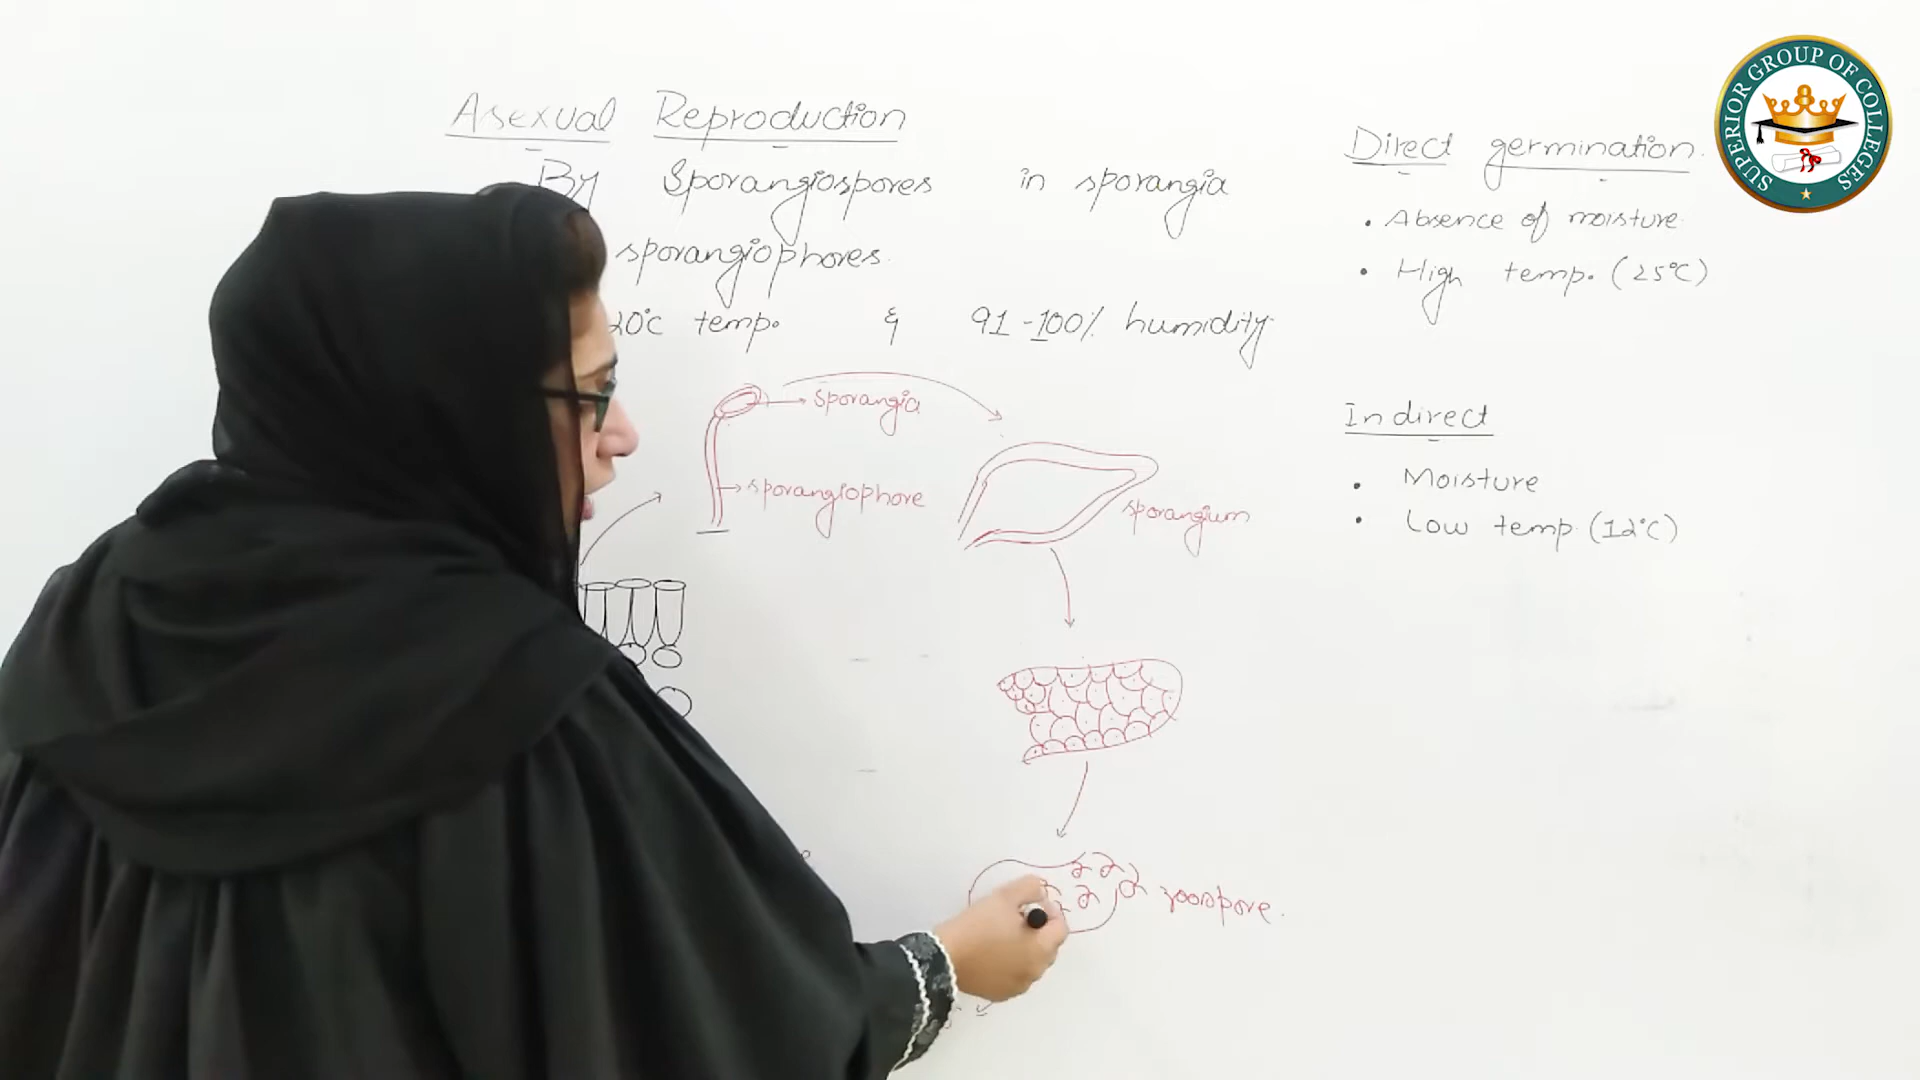 Asexual Reproduction
By Sporangiospores in sporangia
sporangiophores.
20°C temp. & 91-100% humidity.
sporangia
sporangiophore
sporangium
zoospore.
Direct germination.
• Absence of moisture
• High temp. (25°C)
Indirect
• Moisture
• Low temp. (12°C)
SUPERIOR GROUP OF COLLEGES